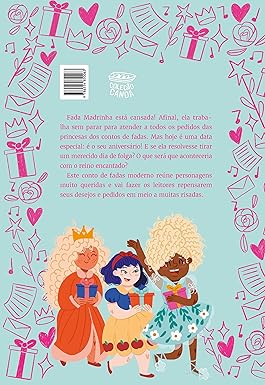 COLEÇÃO
CANOA
Fada Madrinha está cansada! Afinal, ela traba-
lha sem parar para atender a todos os pedidos das
princesas dos contos de fadas. Mas hoje é uma data
especial: é o seu aniversário! E se ela resolvesse tirar
um merecido dia de folga? O que será que aconteceria
com o reino encantado?
Este conto de fadas moderno reúne personagens
muito queridas e vai fazer os leitores repensarem
seus desejos e pedidos em meio a muitas risadas.